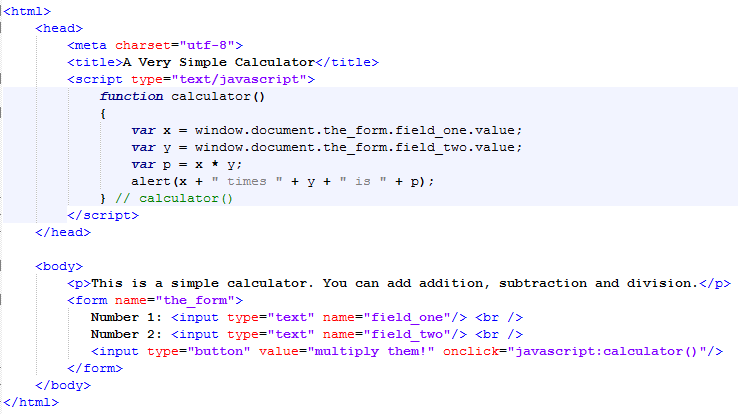 <html>
<head>
<meta charset="utf-8">
<title>A Very Simple Calculator</title>
<script type="text/javascript">
function calculator()
{
var x = window.document.the_form.field_one.value;
var y = window.document.the_form.field_two.value;
var p = x * y;
alert(x + " times " + y + " is " + p);
} // calculator()
</script>
</head>
<body>
<p>This is a simple calculator. You can add addition, subtraction and division.</p>
<form name="the_form">
Number 1: <input type="text" name="field_one"/> <br />
Number 2: <input type="text" name="field_two"/> <br />
<input type="button" value="multiply them!" onclick="javascript:calculator()"/>
</form>
</body>
</html>